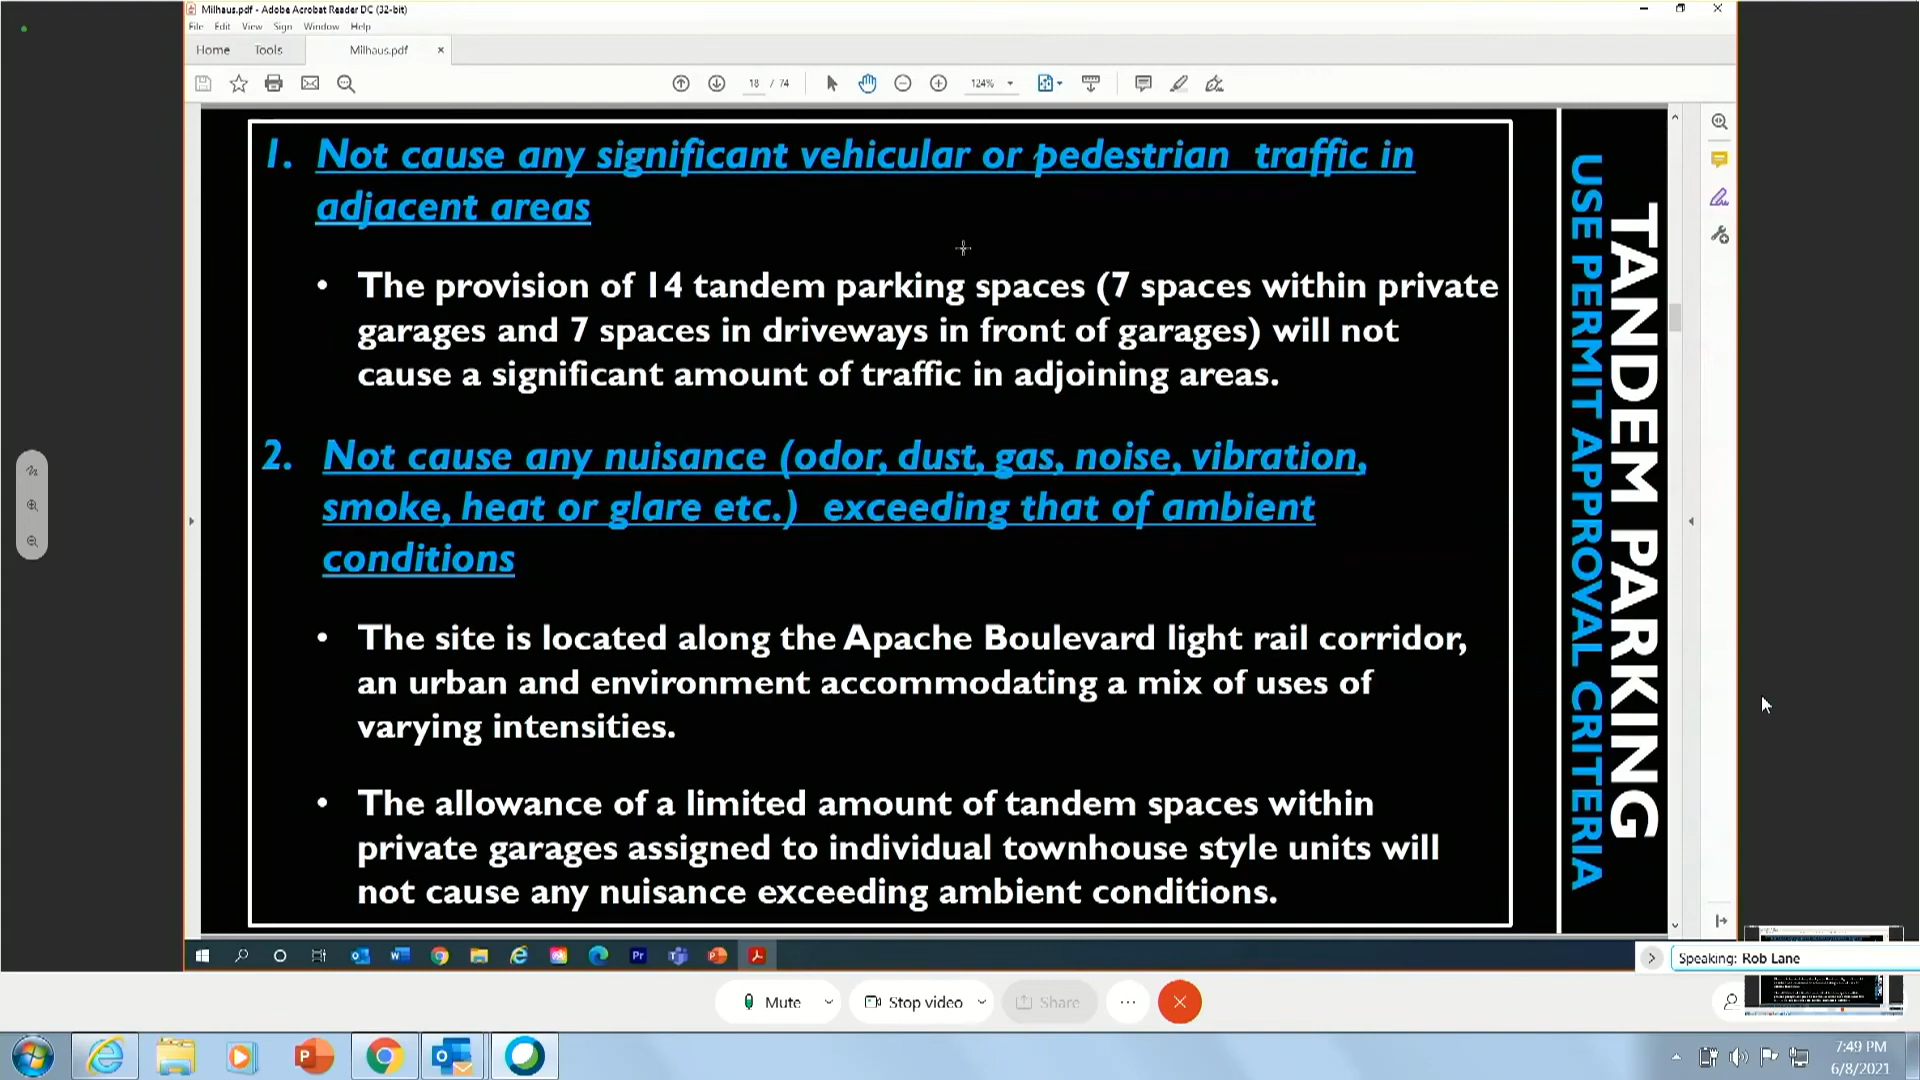 Milhaus.pdf - Adobe Acrobat Reader DC (32-bit)
File Edit View Sign Window Help
Home Tools Milhaus.pdf ×
18 / 74 124%
1. Not cause any significant vehicular or pedestrian traffic in
adjacent areas
• The provision of 14 tandem parking spaces (7 spaces within private
garages and 7 spaces in driveways in front of garages) will not
cause a significant amount of traffic in adjoining areas.
2. Not cause any nuisance (odor, dust, gas, noise, vibration,
smoke, heat or glare etc.) exceeding that of ambient
conditions
• The site is located along the Apache Boulevard light rail corridor,
an urban and environment accommodating a mix of uses of
varying intensities.
• The allowance of a limited amount of tandem spaces within
private garages assigned to individual townhouse style units will
not cause any nuisance exceeding ambient conditions.
TANDEM PARKING
USE PERMIT APPROVAL CRITERIA
Speaking: Rob Lane
Mute Stop video Share
7:49 PM
6/8/2021